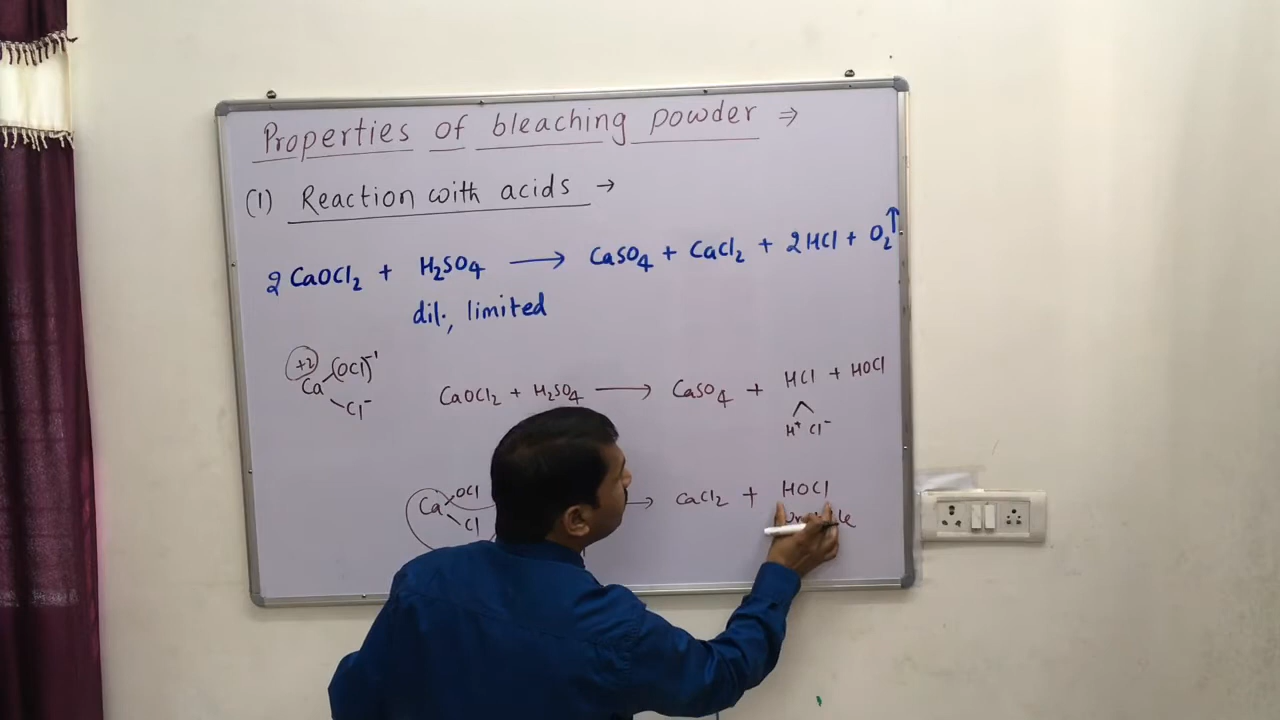 Properties of bleaching powder ⇒
(1) Reaction with acids →
2 CaOCl₂ + H₂SO₄ ⟶ CaSO₄ + CaCl₂ + 2HCl + O₂↑
dil., limited
+2 Ca (OCl)⁻¹ Cl⁻
CaOCl₂ + H₂SO₄ ⟶ CaSO₄ + HCl + HOCl
H⁺ Cl⁻
Ca OCl Cl → CaCl₂ + HOCl